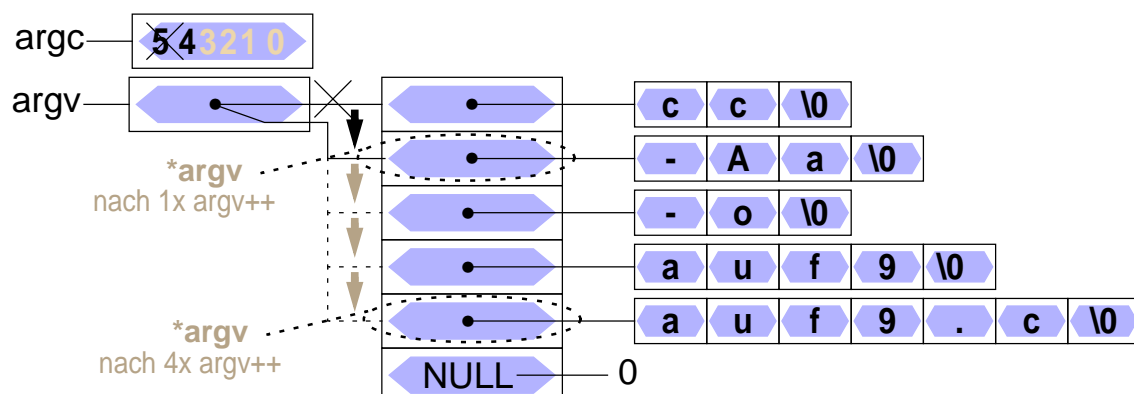 argc 5 4 3 2 1 0
argv c c \0
- A a \0
*argv
nach 1x argv++
- o \0
a u f 9 \0
*argv
nach 4x argv++
a u f 9 . c \0
NULL 0